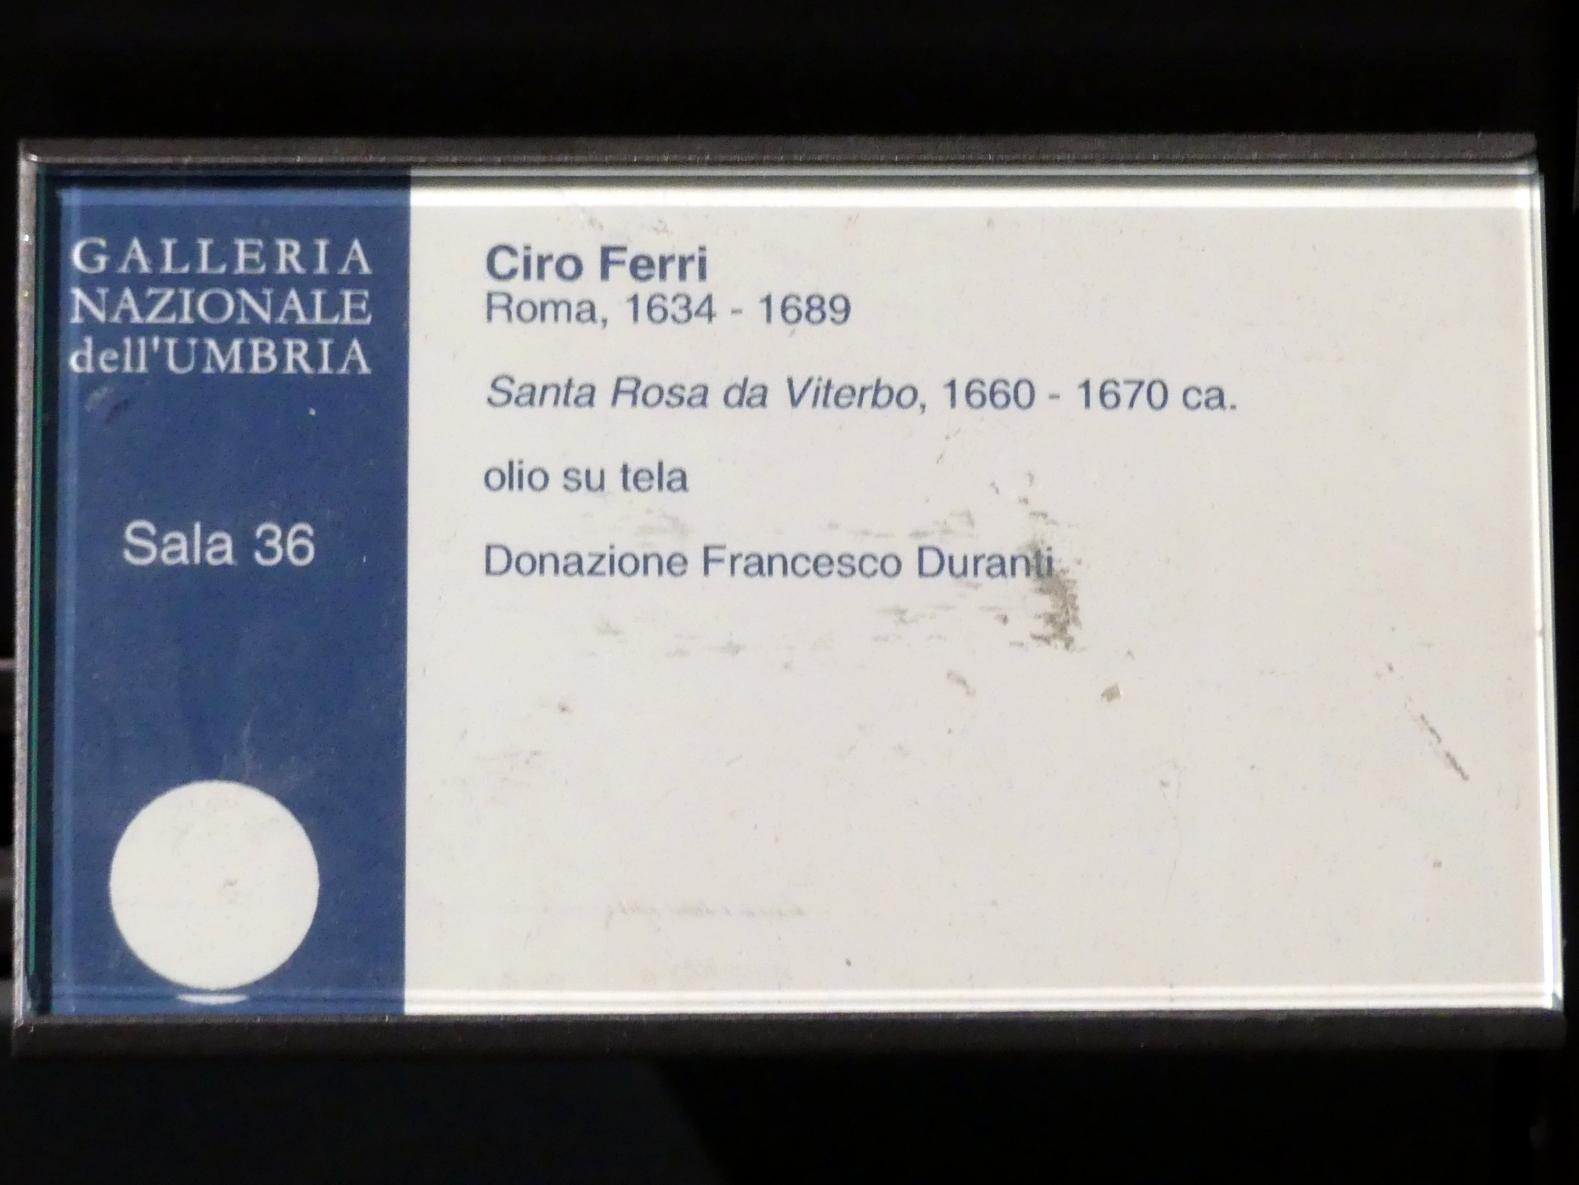 GALLERIA
NAZIONALE
dell'UMBRIA
Sala 36
Ciro Ferri
Roma, 1634 - 1689
Santa Rosa da Viterbo, 1660 - 1670 ca.
olio su tela
Donazione Francesco Duranti